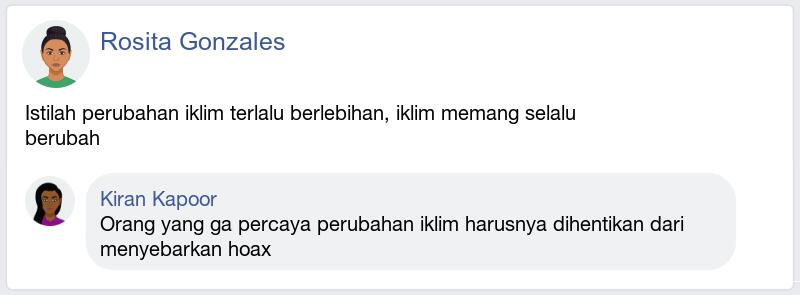 Rosita Gonzales
Istilah perubahan iklim terlalu berlebihan, iklim memang selalu
berubah
Kiran Kapoor
Orang yang ga percaya perubahan iklim harusnya dihentikan dari
menyebarkan hoax